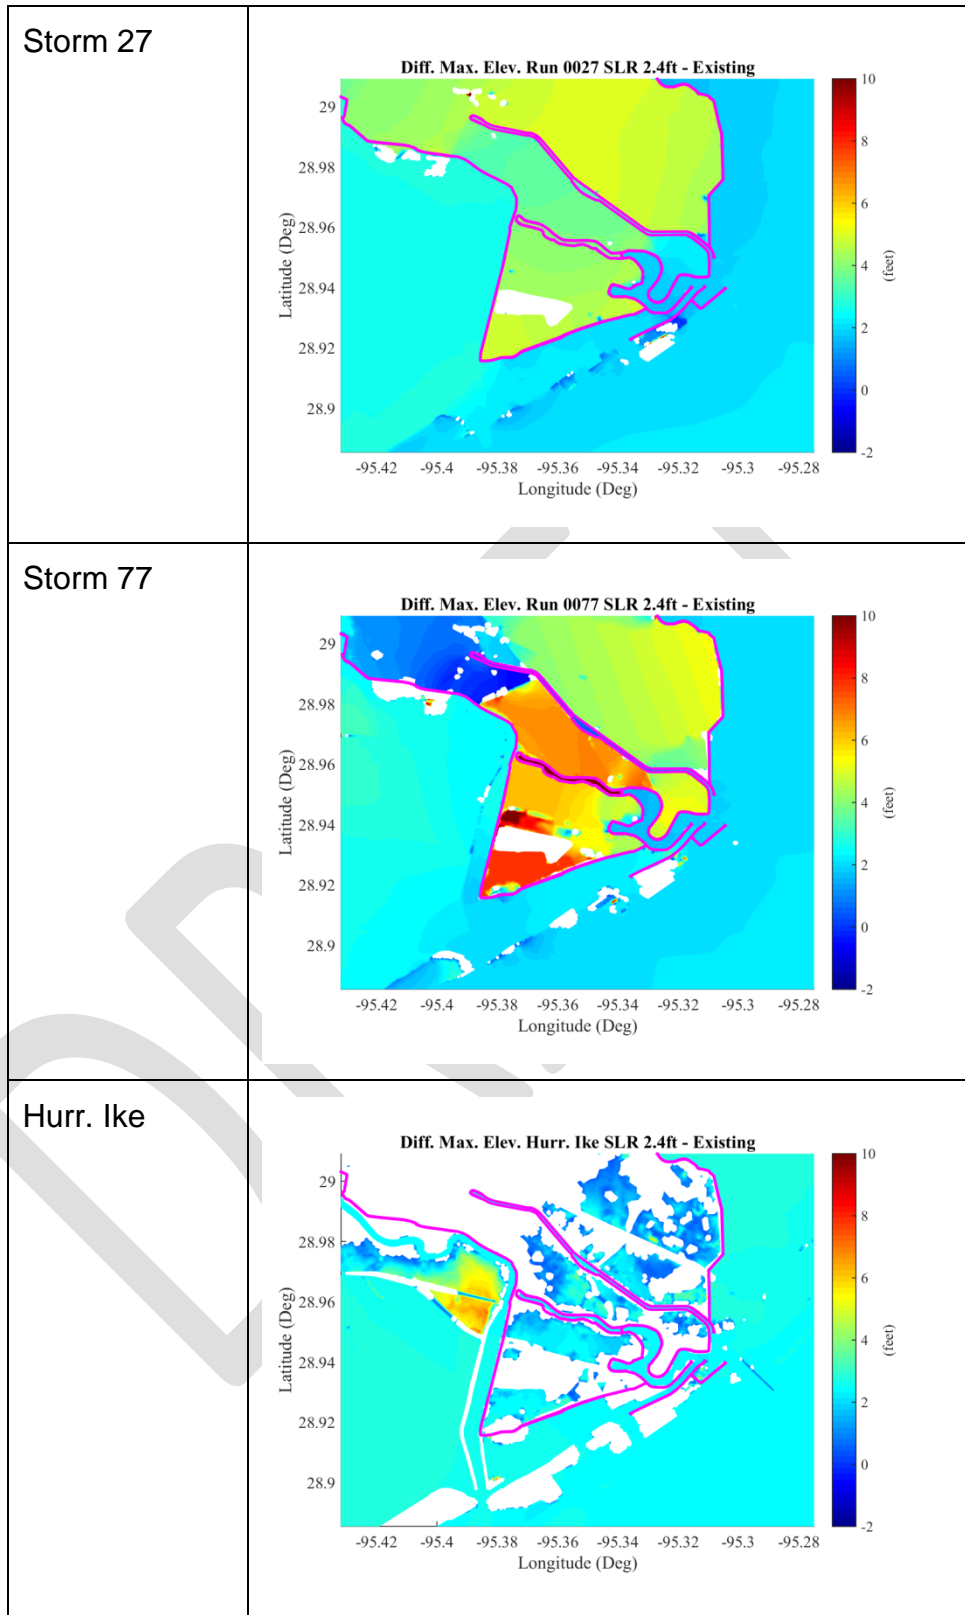 Storm 27
Diff. Max. Elev. Run 0027 SLR 2.4ft - Existing
29
28.98
28.96
28.94
28.92
28.9
Latitude (Deg)
-95.42 -95.4 -95.38 -95.36 -95.34 -95.32 -95.3 -95.28
Longitude (Deg)
10
8
6
4
2
0
-2
(feet)
Storm 77
Diff. Max. Elev. Run 0077 SLR 2.4ft - Existing
29
28.98
28.96
28.94
28.92
28.9
Latitude (Deg)
-95.42 -95.4 -95.38 -95.36 -95.34 -95.32 -95.3 -95.28
Longitude (Deg)
10
8
6
4
2
0
-2
(feet)
Hurr. Ike
Diff. Max. Elev. Hurr. Ike SLR 2.4ft - Existing
29
28.98
28.96
28.94
28.92
28.9
Latitude (Deg)
-95.42 -95.4 -95.38 -95.36 -95.34 -95.32 -95.3 -95.28
Longitude (Deg)
10
8
6
4
2
0
-2
(feet)